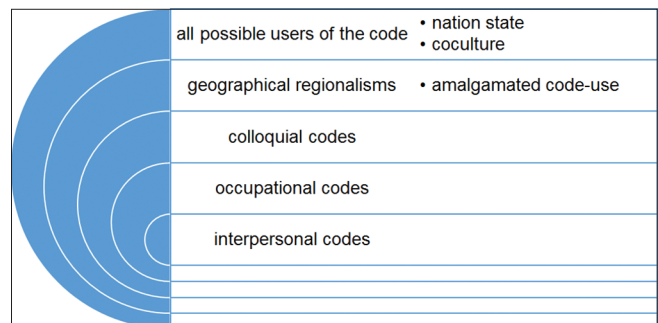 all possible users of the code
• nation state
• coculture
geographical regionalisms
• amalgamated code-use
colloquial codes
occupational codes
interpersonal codes